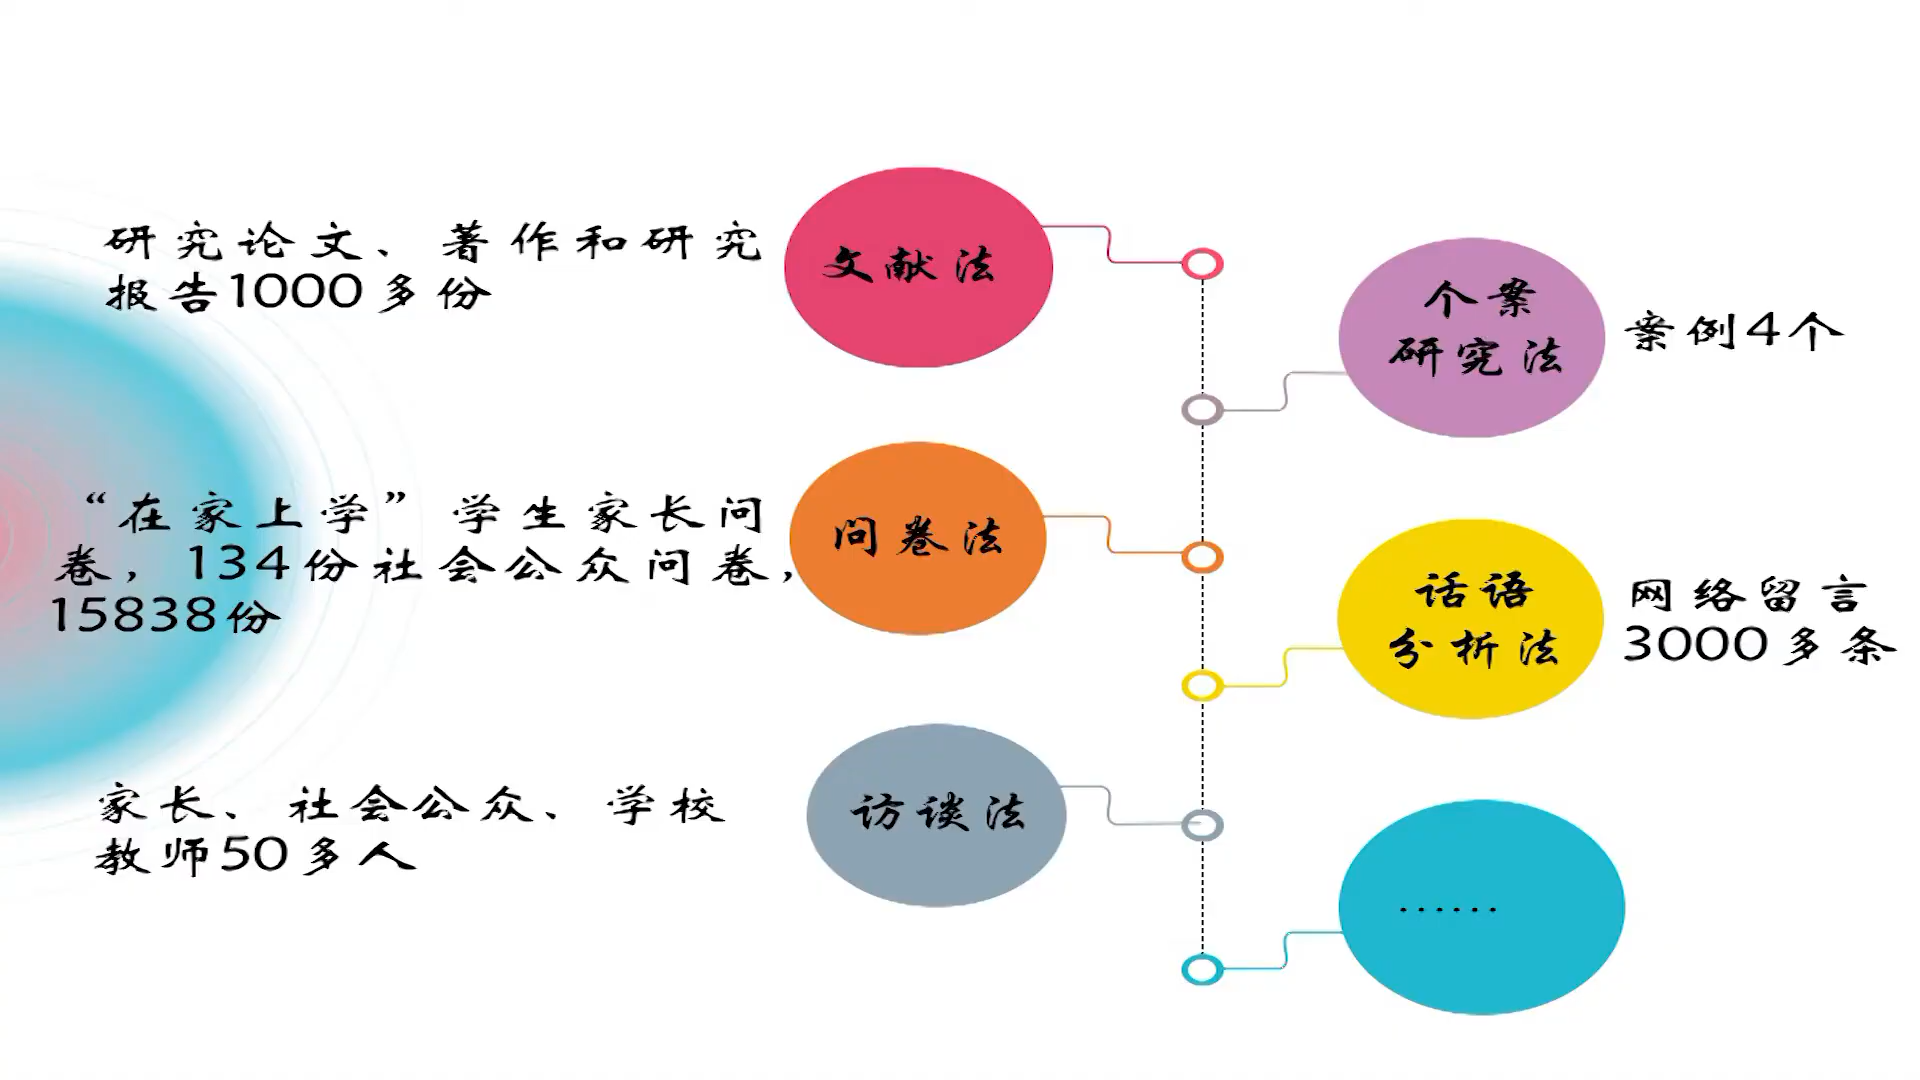 研究论文、著作和研究
报告1000多份
文献法
个案
研究法
案例4个
“在家上学”学生家长问
卷，134份社会公众问卷，
15838份
问卷法
话语
分析法
网络留言
3000多条
家长、社会公众、学校
教师50多人
访谈法
······